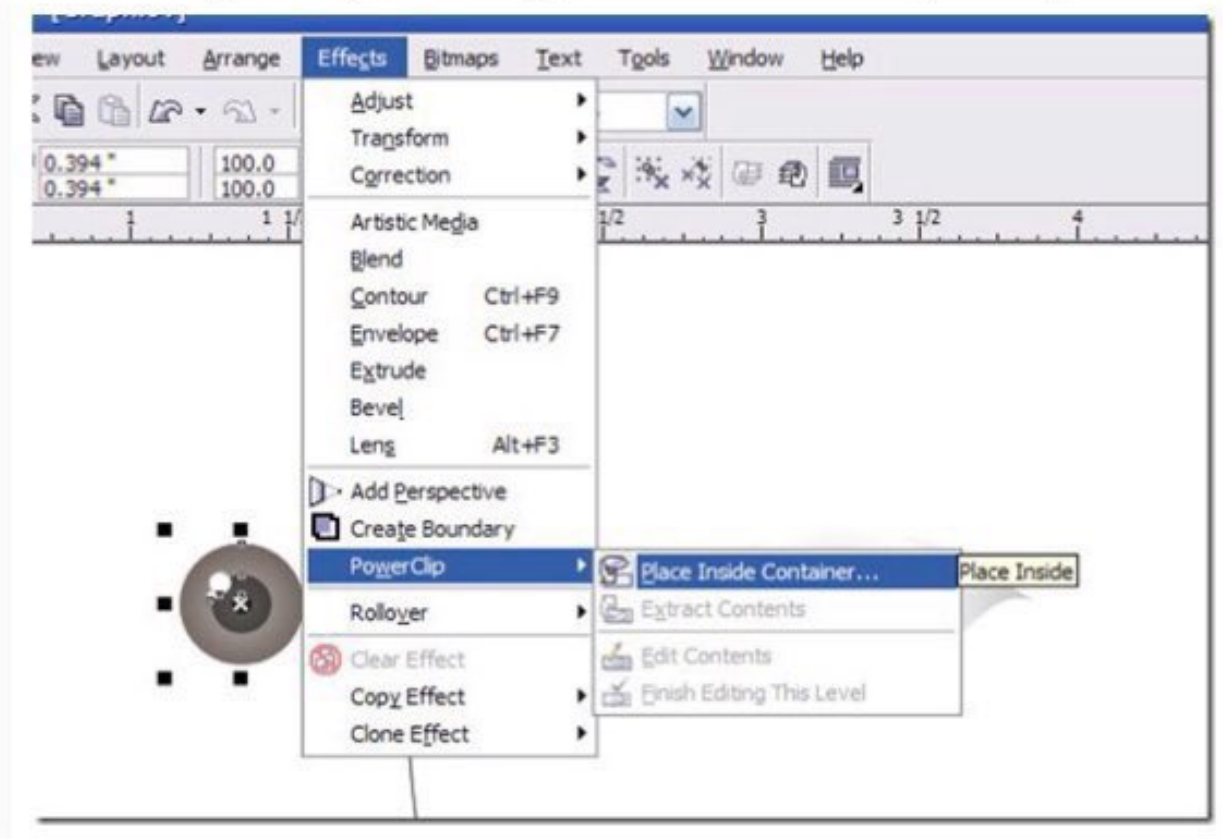 ew Layout Arrange Effects Bitmaps Text Tools Window Help
0.394 " 100.0
0.394 " 100.0
1 1 1/ 1/2 3 3 1/2 4
Adjust
Transform
Correction
Artistic Media
Blend
Contour Ctrl+F9
Envelope Ctrl+F7
Extrude
Bevel
Lens Alt+F3
Add Perspective
Create Boundary
PowerClip
Place Inside Container... Place Inside
Extract Contents
Edit Contents
Finish Editing This Level
Rollover
Clear Effect
Copy Effect
Clone Effect